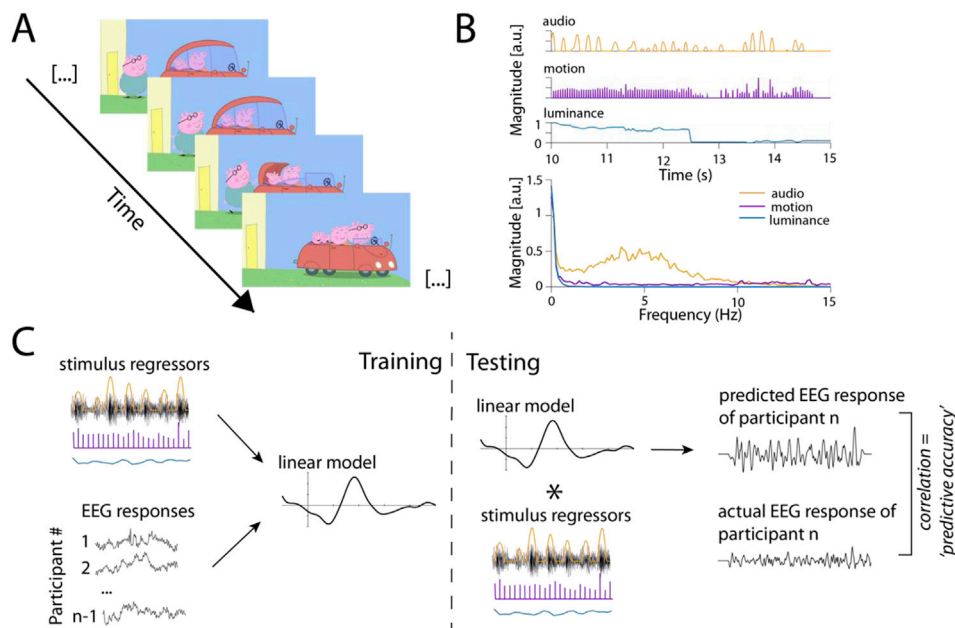 A
[...]
Time
[...]
B
audio
motion
luminance
Magnitude [a.u.]
1
0
10 11 12 13 14 15
Time (s)
Magnitude [a.u.]
1.5
1
0.5
0
audio
motion
luminance
0 5 10 15
Frequency (Hz)
C
Training
stimulus regressors
linear model
EEG responses
Participant #
1
2
...
n-1
Testing
linear model
*
stimulus regressors
predicted EEG response
of participant n
actual EEG response of
participant n
correlation =
'predictive accuracy'